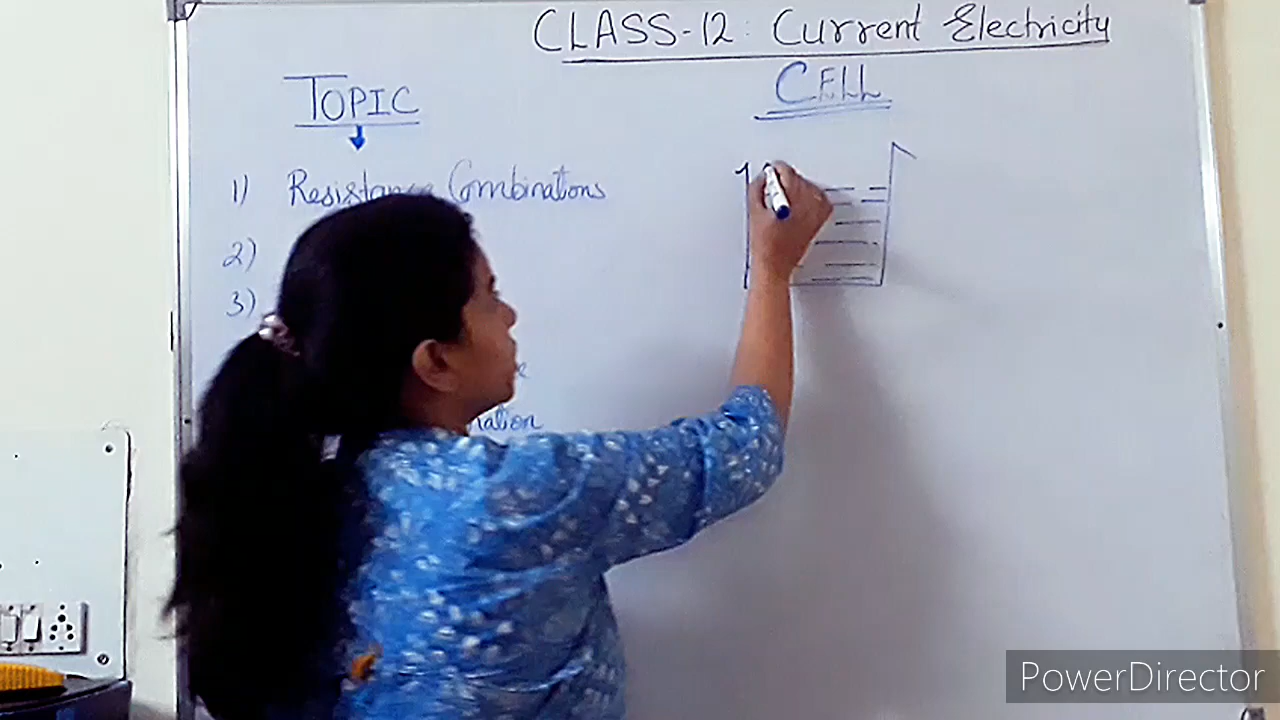 CLASS-12: Current Electricity
CELL
TOPIC
1) Resistance Combinations
2)
3)
PowerDirector